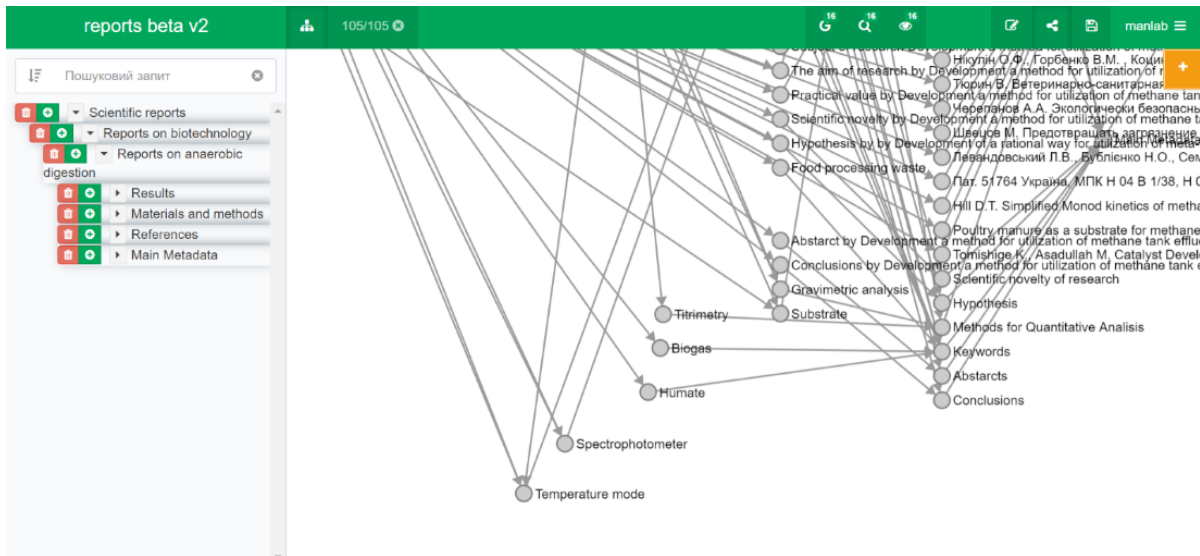 reports beta v2
105/105
16
16
16
manlab
Пошуковий запит
Scientific reports
Reports on biotechnology
Reports on anaerobic
digestion
Results
Materials and methods
References
Main Metadata
The aim of research by Development a method for utilization of
Practical value by Development a method for utilization of methane tan
Scientific novelty by Development a method for utilization of methane
Hypothesis by by Development of a rational way for utilization of
Food processing waste
Abstarct by Development a method for utilization of methane tank efflu
Conclusions by Development a method for utilization of methane tank e
Gravimetric analysis
Substrate
Titrimetry
Biogas
Humate
Spectrophotometer
Temperature mode
Нікулін О.Ф., Горбенко В.М. , Коцю
Тюрин В. Ветеринарно-санитарная
Черепанов А.А. Экологически безопасны
Швецов М. Предотвращать загрязнение
Main Metadata
Левандовський Л.В., Бублієнко Н.О., Сем
Пат. 51764 Україна, МПК Н 04 В 1/38, Н
Hill D.T. Simplified Monod kinetics of metha
Poultry manure as a substrate for methane
Tomishige K., Asadullah M. Catalyst Devel
Scientific novelty of research
Hypothesis
Methods for Quantitative Analisis
Keywords
Abstarcts
Conclusions